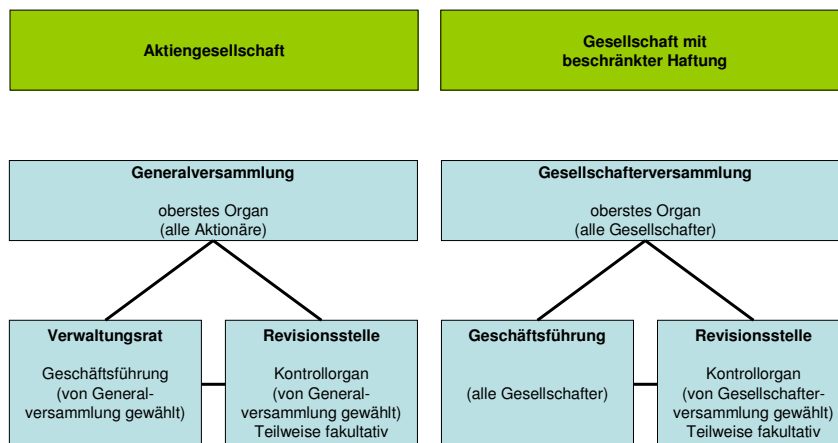 Aktiengesellschaft
Gesellschaft mit
beschränkter Haftung
Generalversammlung
oberstes Organ
(alle Aktionäre)
Gesellschafterversammlung
oberstes Organ
(alle Gesellschafter)
Verwaltungsrat
Geschäftsführung
(von General-
versammlung gewählt)
Revisionsstelle
Kontrollorgan
(von General-
versammlung gewählt)
Teilweise fakultativ
Geschäftsführung
(alle Gesellschafter)
Revisionsstelle
Kontrollorgan
(von Gesellschafter-
versammlung gewählt)
Teilweise fakultativ